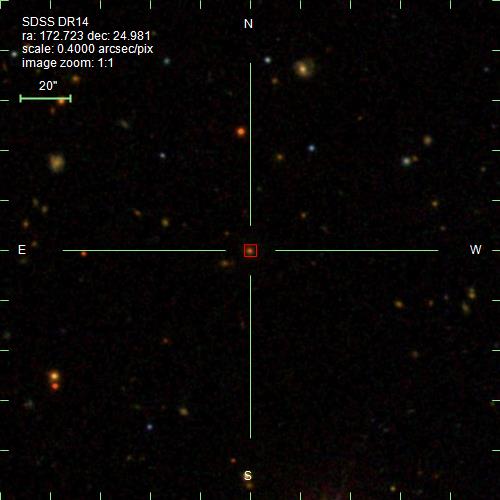 SDSS DR14
ra: 172.723 dec: 24.981
scale: 0.4000 arcsec/pix
image zoom: 1:1
20"
N
E
W
S